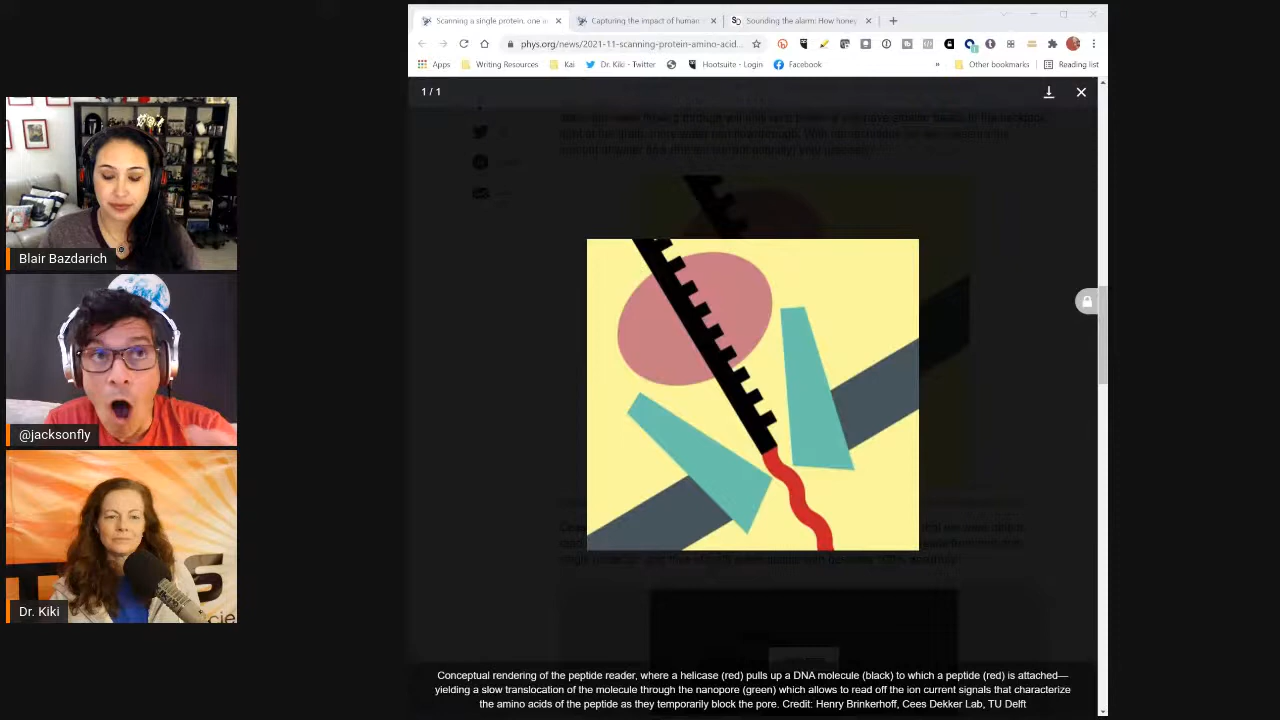 Scanning a single protein, one a
Capturing the impact of human
Sounding the alarm: How honey
phys.org/news/2021-11-scanning-protein-amino-acid...
Apps
Writing Resources
Kai
Dr. Kiki - Twitter
Hootsuite - Login
Facebook
»
Other bookmarks
Reading list
1 / 1
Blair Bazdarich
@jacksonfly
Dr. Kiki
S
cie
Conceptual rendering of the peptide reader, where a helicase (red) pulls up a DNA molecule (black) to which a peptide (red) is attached—
yielding a slow translocation of the molecule through the nanopore (green) which allows to read off the ion current signals that characterize
the amino acids of the peptide as they temporarily block the pore. Credit: Henry Brinkerhoff, Cees Dekker Lab, TU Delft